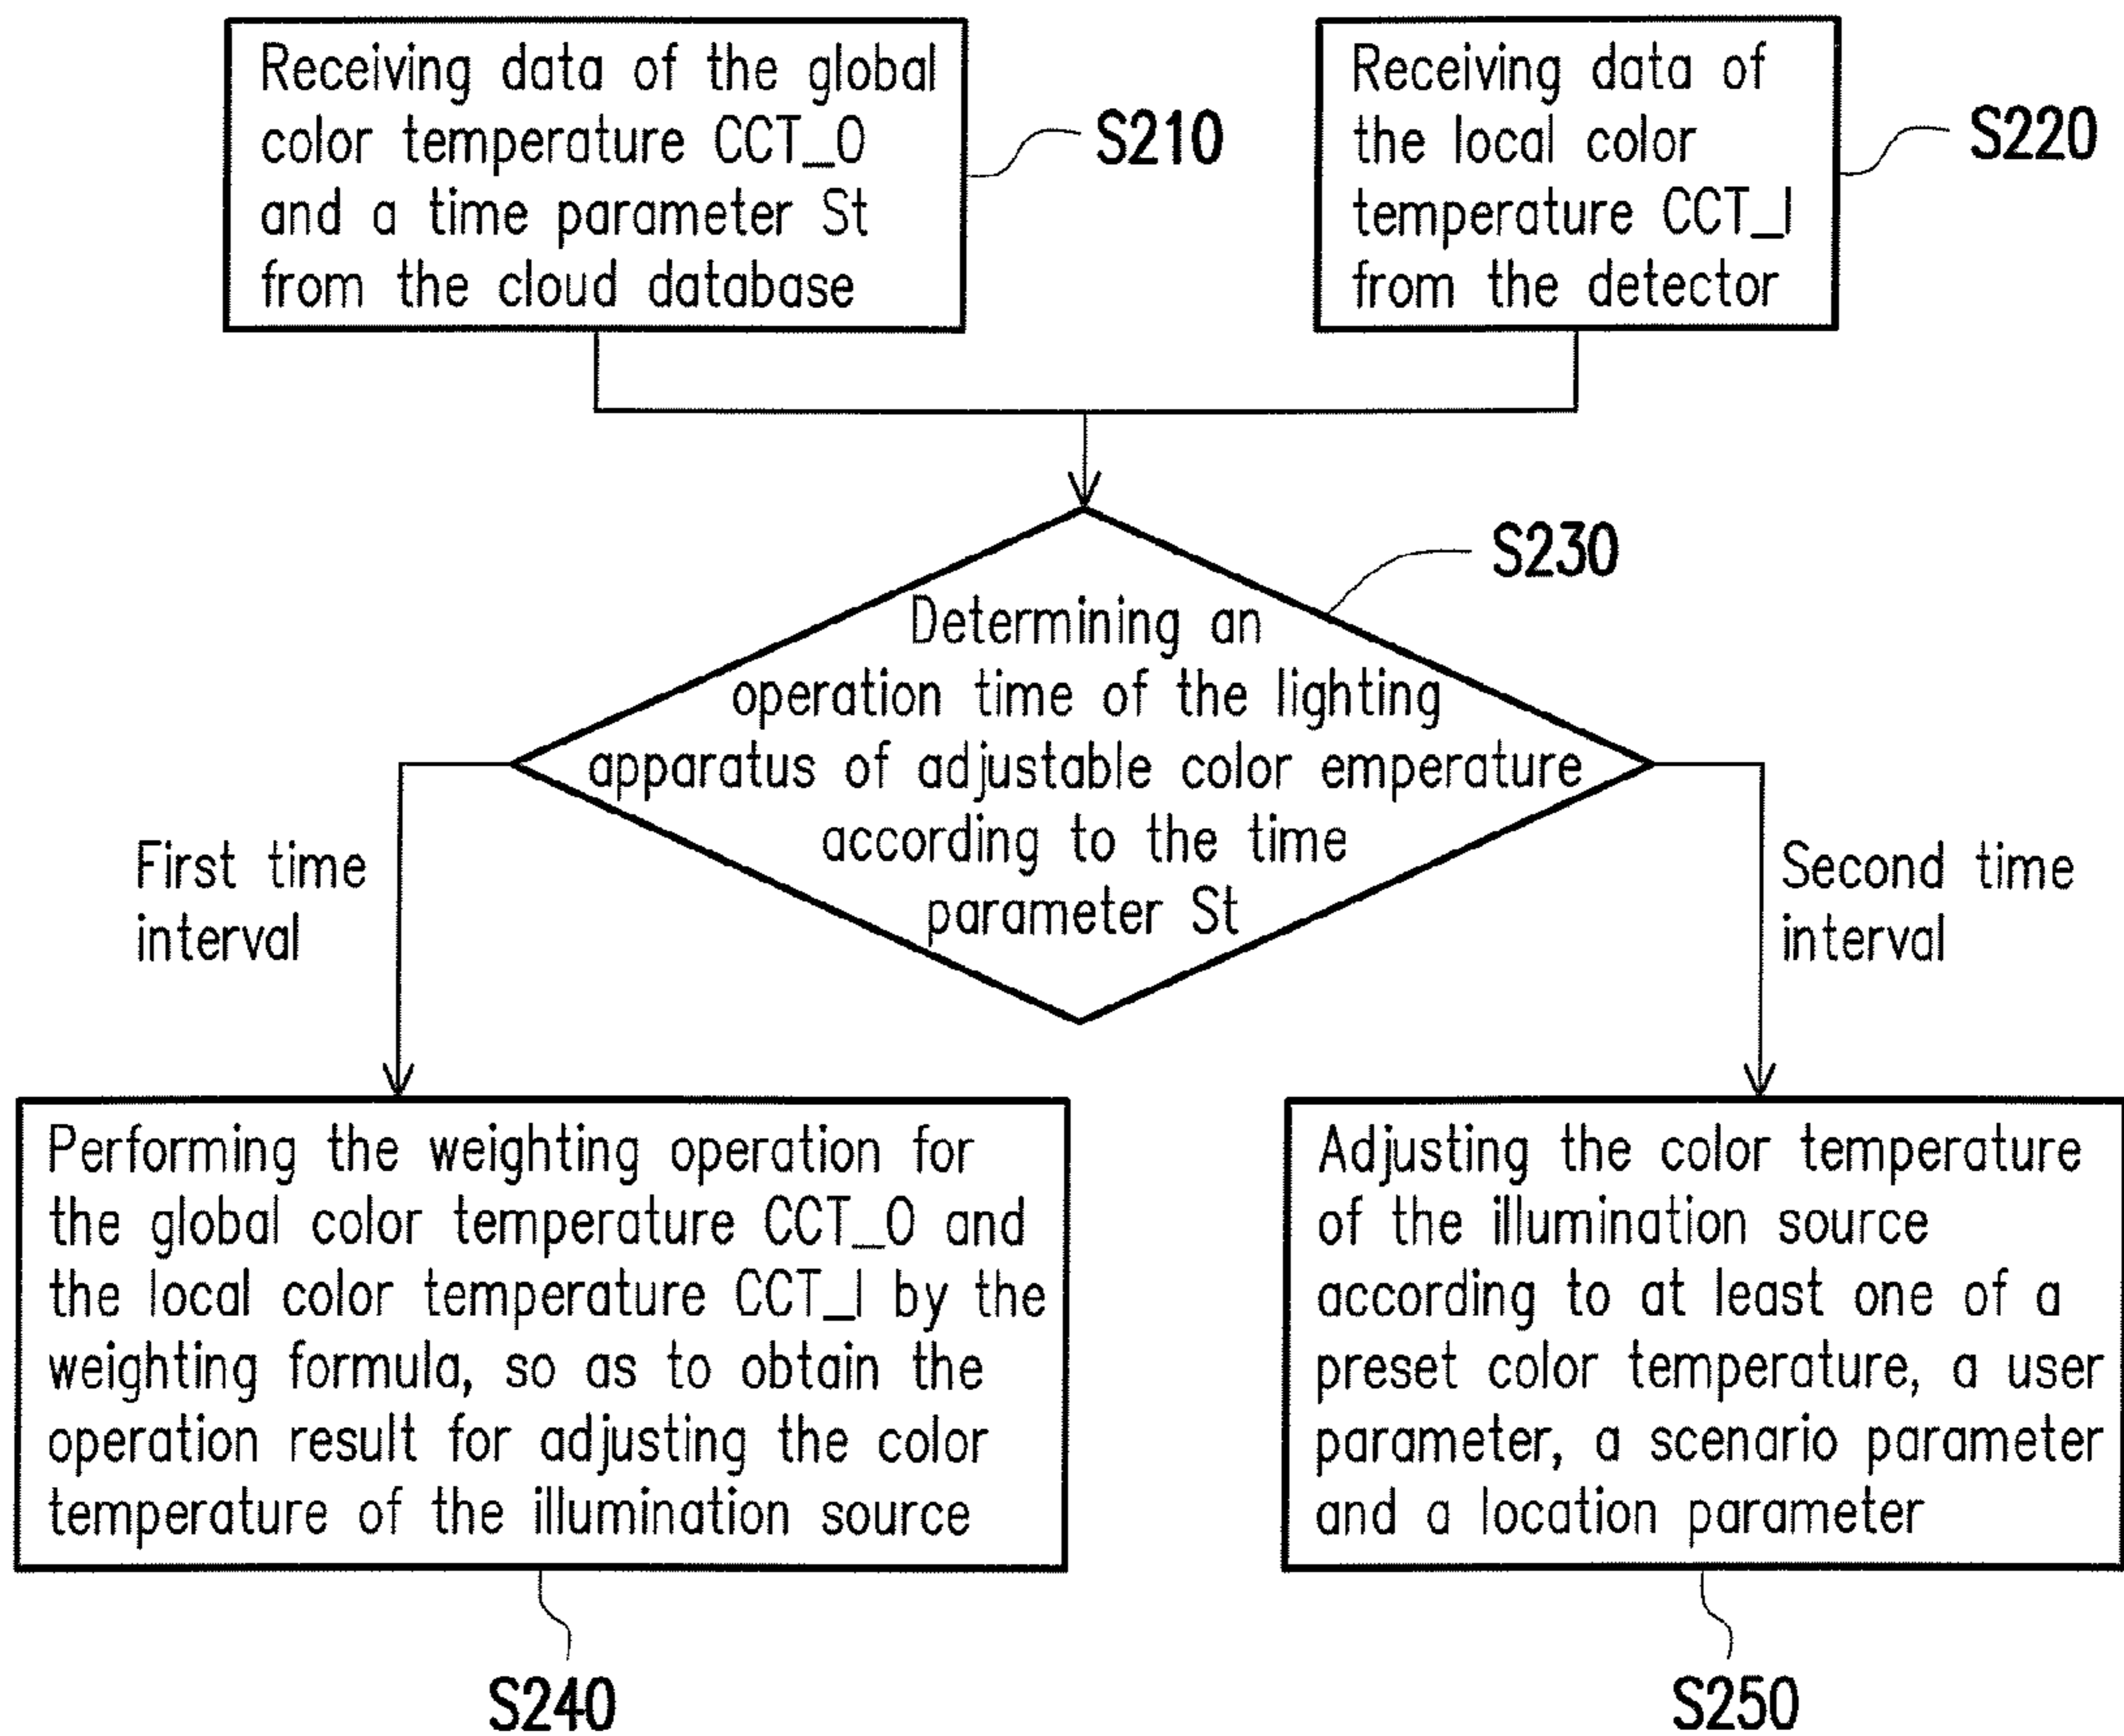 Receiving data of the global
color temperature CCT_O
and a time parameter St
from the cloud database
S210
Receiving data of
the local color
temperature CCT_I
from the detector
S220
S230
Determining an
operation time of the lighting
apparatus of adjustable color emperature
according to the time
parameter St
First time
interval
Second time
interval
Performing the weighting operation for
the global color temperature CCT_O and
the local color temperature CCT_I by the
weighting formula, so as to obtain the
operation result for adjusting the color
temperature of the illumination source
S240
Adjusting the color temperature
of the illumination source
according to at least one of a
preset color temperature, a user
parameter, a scenario parameter
and a location parameter
S250